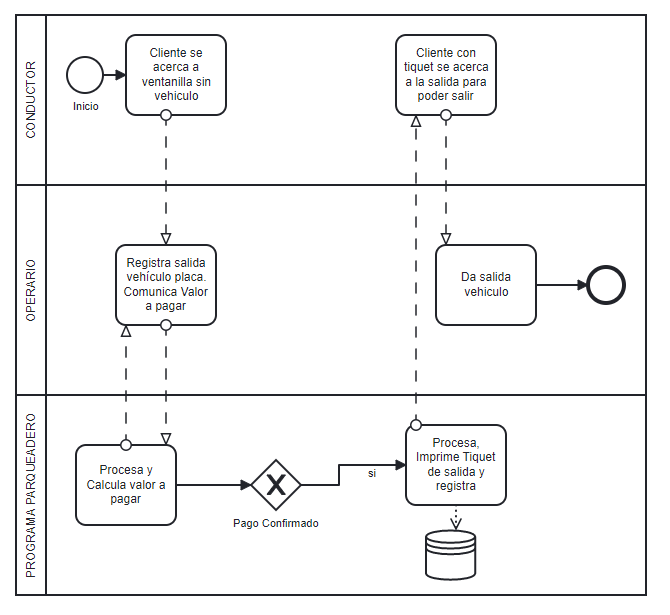 CONDUCTOR
Inicio
Cliente se
acerca a
ventanilla sin
vehiculo
Cliente con
tiquet se acerca
a la salida para
poder salir
OPERARIO
Registra salida
vehículo placa.
Comunica Valor
a pagar
Da salida
vehiculo
PROGRAMA PARQUEADERO
Procesa y
Calcula valor a
pagar
Pago Confirmado
si
Procesa,
Imprime Tiquet
de salida y
registra